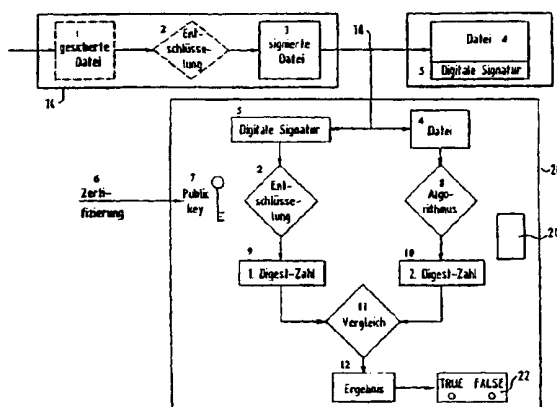 1
gesicherte
Datei
2
Ent-
schlüsse-
lung
3
signierte
Datei
Datei 4
5 Digitale Signatur
16
18
5
Digitale Signatur
4
Datei
6
Zerti-
fizierung
7
Public
key
2
Ent-
schlüsse-
lung
8
Algo-
rithmus
9
1. Digest-Zahl
10
2. Digest-Zahl
11
Vergleich
12
Ergebnis
TRUE FALSE
22